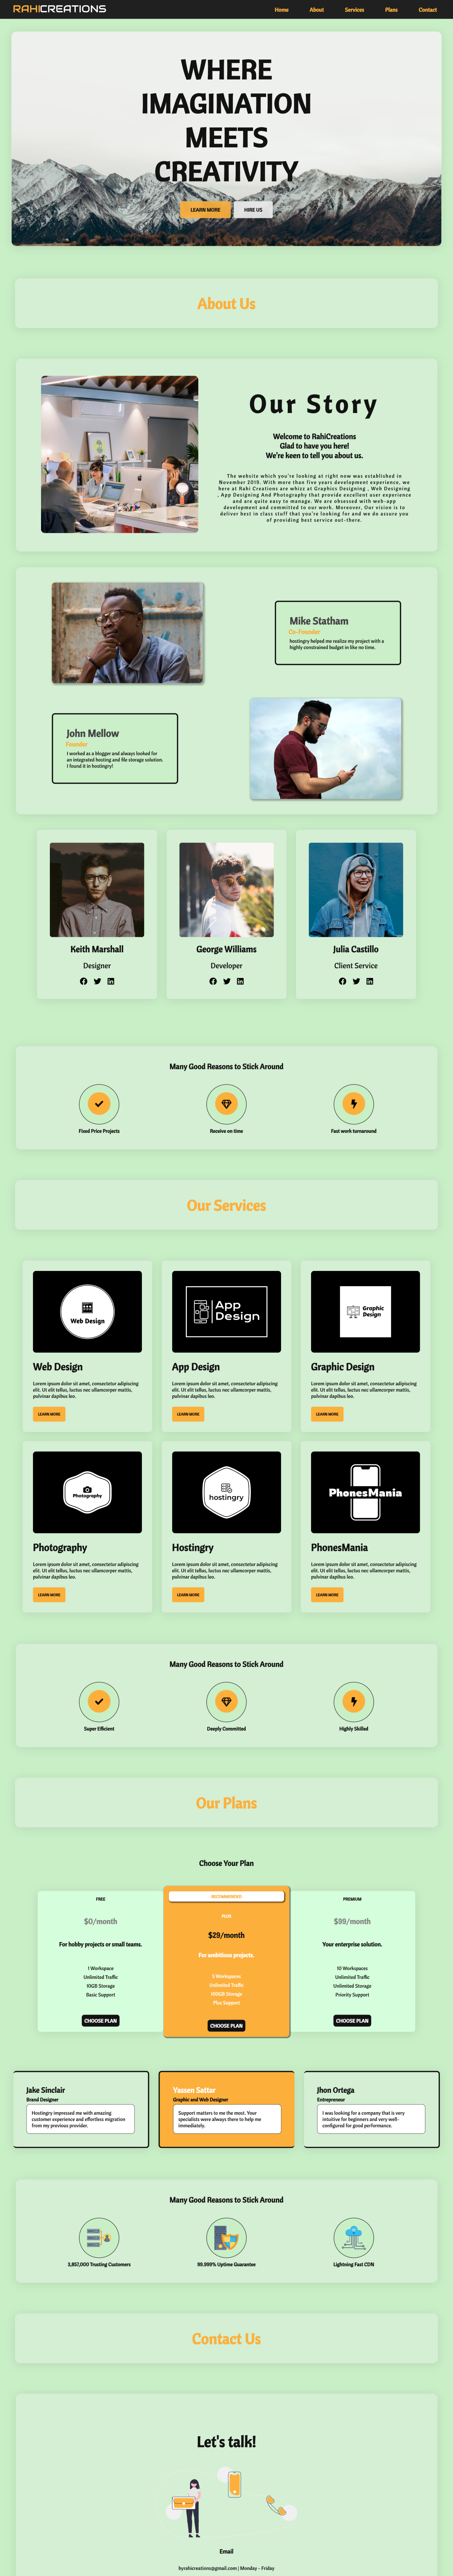 RAHICREATIONS
Home About Services Plans Contact
WHERE
IMAGINATION
MEETS
CREATIVITY
LEARN MORE HIRE US
About Us
Our Story
Welcome to RahiCreations
Glad to have you here!
We're keen to tell you about us.
The website which you're looking at right now was established in
November 2019. With more than five years development experience, we
here at Rahi Creations are whizz at Graphics Designing , Web Designing
, App Designing And Photography that provide excellent user experience
and are quite easy to manage. We are obsessed with web-app
development and committed to our work. Moreover, Our vision is to
deliver best in class stuff that you're looking for and we do assure you
of providing best service out-there.
Mike Statham
Co-Founder
hostingry helped me realize my project with a
highly constrained budget in like no time.
John Mellow
Founder
I worked as a blogger and always looked for
an integrated hosting and file storage solution.
I found it in hostingry!
Keith Marshall
Designer
George Williams
Developer
Julia Castillo
Client Service
Many Good Reasons to Stick Around
Fixed Price Projects
Receive on time
Fast work turnaround
Our Services
Web Design
Web Design
Lorem ipsum dolor sit amet, consectetur adipiscing
elit. Ut elit tellus, luctus nec ullamcorper mattis,
pulvinar dapibus leo.
LEARN MORE
App
Design
App Design
Lorem ipsum dolor sit amet, consectetur adipiscing
elit. Ut elit tellus, luctus nec ullamcorper mattis,
pulvinar dapibus leo.
LEARN MORE
Graphic
Design
Graphic Design
Lorem ipsum dolor sit amet, consectetur adipiscing
elit. Ut elit tellus, luctus nec ullamcorper mattis,
pulvinar dapibus leo.
LEARN MORE
Photography
Photography
Lorem ipsum dolor sit amet, consectetur adipiscing
elit. Ut elit tellus, luctus nec ullamcorper mattis,
pulvinar dapibus leo.
LEARN MORE
hostingry
Hostingry
Lorem ipsum dolor sit amet, consectetur adipiscing
elit. Ut elit tellus, luctus nec ullamcorper mattis,
pulvinar dapibus leo.
LEARN MORE
PhonesMania
PhonesMania
Lorem ipsum dolor sit amet, consectetur adipiscing
elit. Ut elit tellus, luctus nec ullamcorper mattis,
pulvinar dapibus leo.
LEARN MORE
Many Good Reasons to Stick Around
Super Efficient
Deeply Committed
Highly Skilled
Our Plans
Choose Your Plan
FREE
$0/month
For hobby projects or small teams.
1 Workspace
Unlimited Traffic
10GB Storage
Basic Support
CHOOSE PLAN
RECOMMENDED
PLUS
$29/month
For ambitious projects.
5 Workspaces
Unlimited Traffic
100GB Storage
Plus Support
CHOOSE PLAN
PREMIUM
$99/month
Your enterprise solution.
10 Workspaces
Unlimited Traffic
Unlimited Storage
Priority Support
CHOOSE PLAN
Jake Sinclair
Brand Designer
Hostingry impressed me with amazing
customer experience and effortless migration
from my previous provider.
Yassen Sattar
Graphic and Web Designer
Support matters to me the most. Your
specialists were always there to help me
immediately.
Jhon Ortega
Entrepreneur
I was looking for a company that is very
intuitive for beginners and very well-
configured for good performance.
Many Good Reasons to Stick Around
3,857,000 Trusting Customers
99.999% Uptime Guarantee
Lightning Fast CDN
Contact Us
Let's talk!
Email
hyrahicreations@gmail.com | Monday - Friday